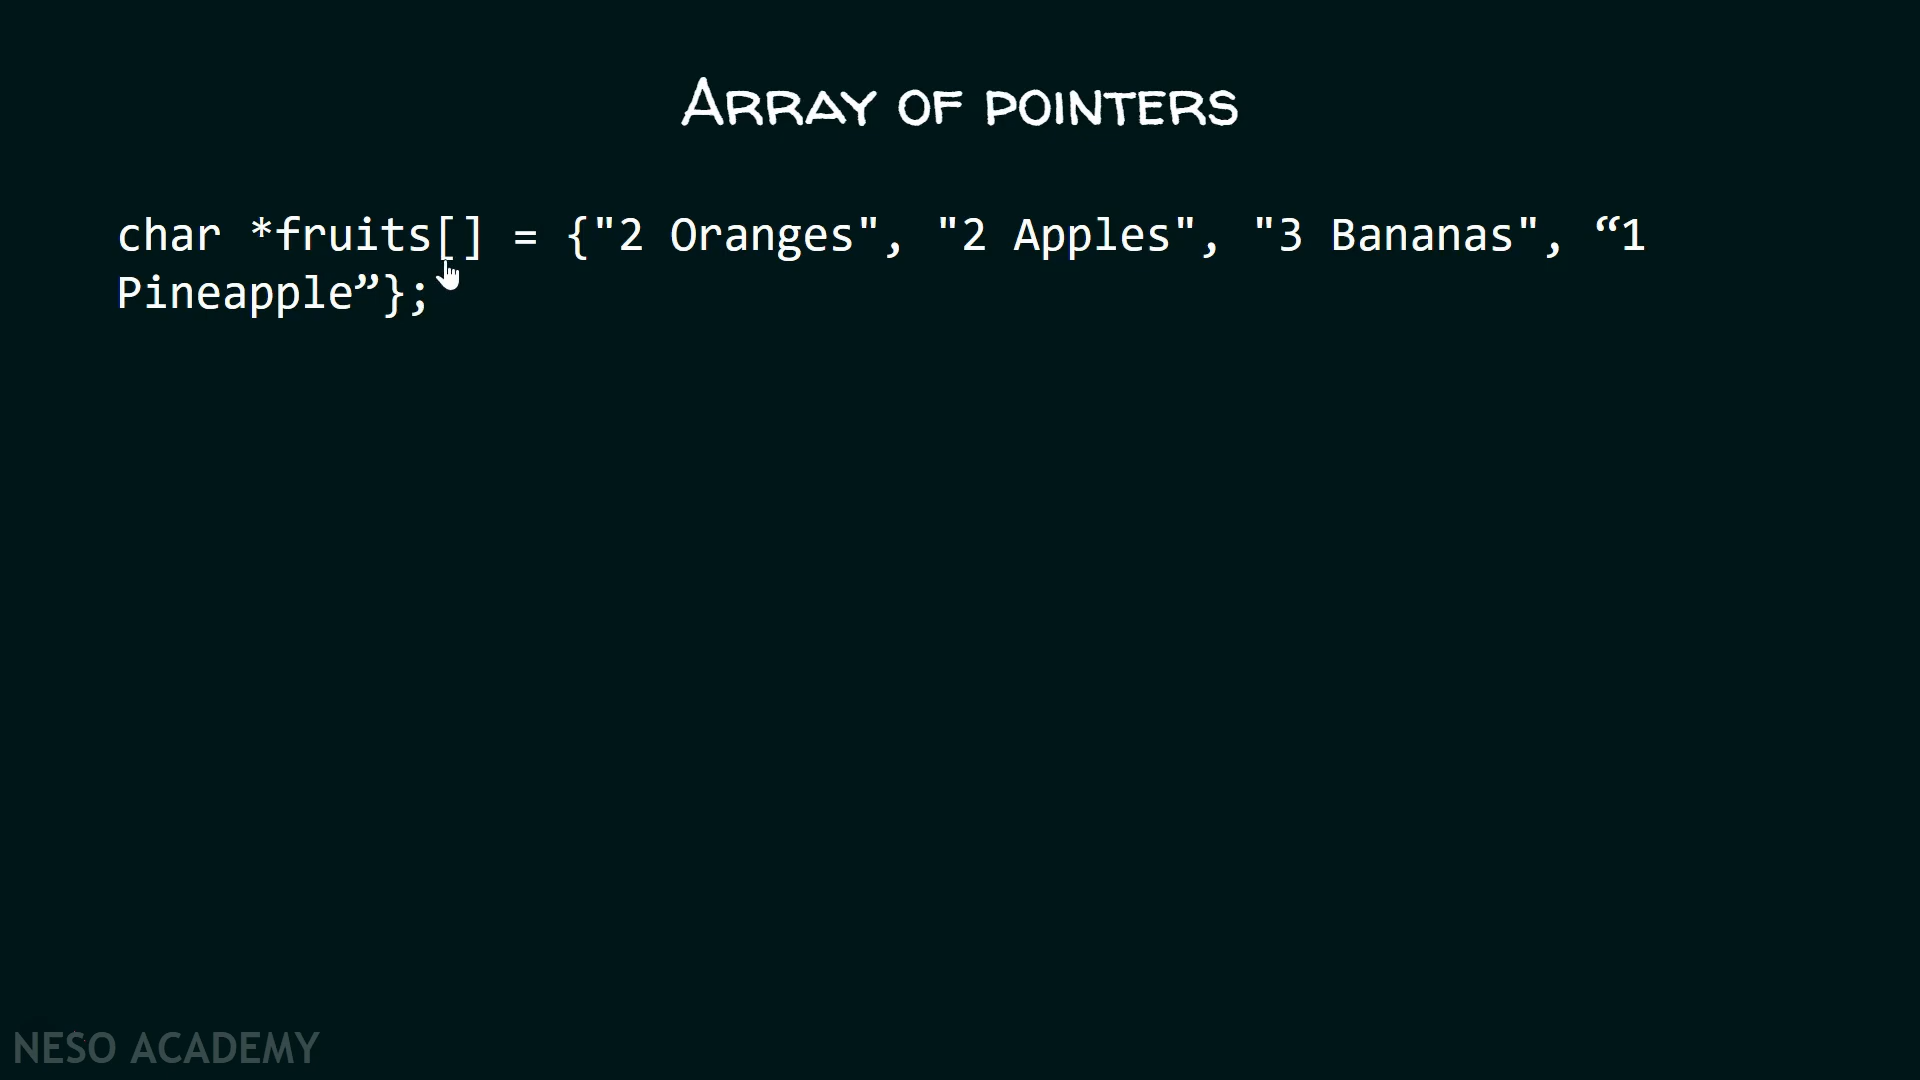 Array of pointers
char *fruits[] = {"2 Oranges", "2 Apples", "3 Bananas", “1
Pineapple”};
NESO ACADEMY